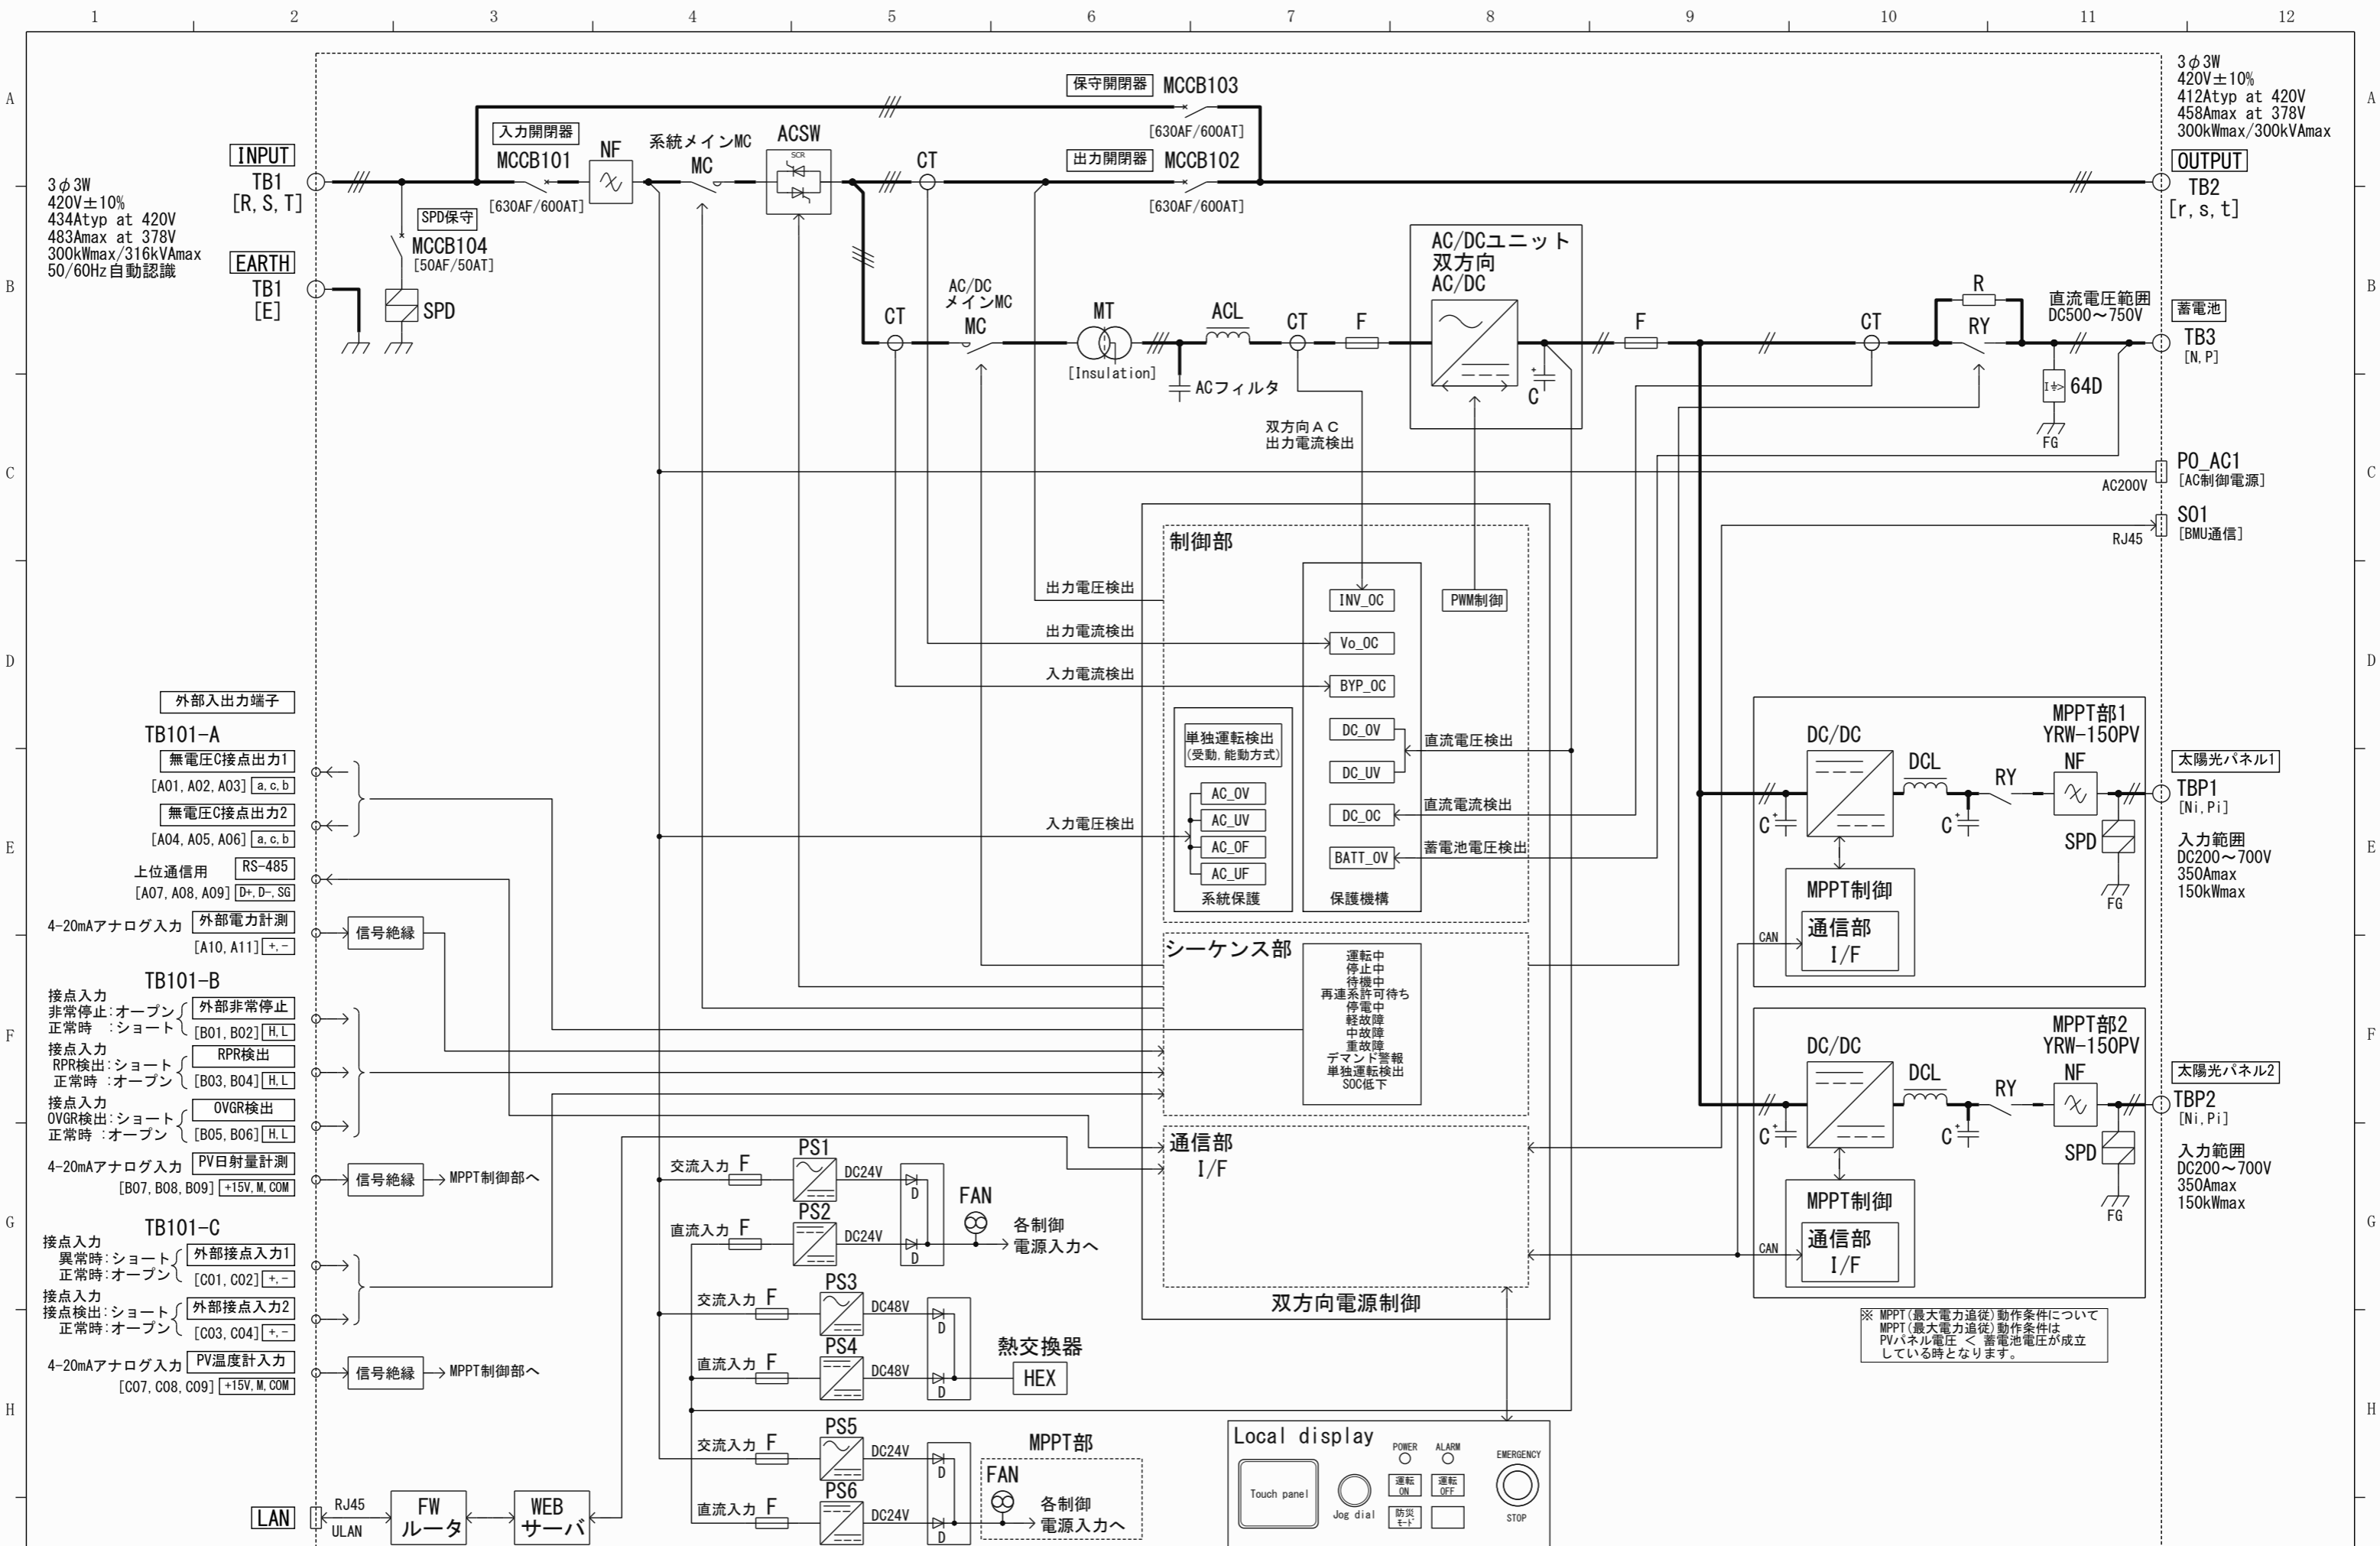 1 2 3 4 5 6 7 8 9 10 11 12
A
B
C
D
E
F
G
H
A
B
C
D
E
F
G
H
INPUT
TB1
[R, S, T]
3φ3W
420V±10%
434Atyp at 420V
483Amax at 378V
300kWmax/316kVAmax
50/60Hz自動認識
EARTH
TB1
[E]
SPD保守
MCCB104
[50AF/50AT]
SPD
入力開閉器
MCCB101
[630AF/600AT]
NF
系統メインMC
MC
ACSW
SCR
CT
保守開閉器 MCCB103
[630AF/600AT]
出力開閉器 MCCB102
[630AF/600AT]
3φ3W
420V±10%
412Atyp at 420V
458Amax at 378V
300kWmax/300kVAmax
OUTPUT
TB2
[r, s, t]
CT
AC/DC
メインMC
MC
MT
[Insulation]
ACL
ACフィルタ
CT
F
双方向AC
出力電流検出
AC/DCユニット
双方向
AC/DC
+
C
F
CT
R
RY
直流電圧範囲
DC500～750V
蓄電池
TB3
[N, P]
I⏚> 64D
FG
PO_AC1
[AC制御電源]
AC200V
SO1
[BMU通信]
RJ45
制御部
出力電圧検出
出力電流検出
入力電流検出
入力電圧検出
INV_OC
Vo_OC
BYP_OC
DC_OV
DC_UV
DC_OC
BATT_OV
保護機構
PWM制御
直流電圧検出
直流電流検出
蓄電池電圧検出
単独運転検出
(受動, 能動方式)
AC_OV
AC_UV
AC_OF
AC_UF
系統保護
シーケンス部
運転中
停止中
待機中
再連系許可待ち
停電中
軽故障
中故障
重故障
デマンド警報
単独運転検出
SOC低下
通信部
I/F
双方向電源制御
外部入出力端子
TB101-A
無電圧C接点出力1
[A01, A02, A03] a, c, b
無電圧C接点出力2
[A04, A05, A06] a, c, b
上位通信用 RS-485
[A07, A08, A09] D+, D-, SG
4-20mAアナログ入力 外部電力計測
[A10, A11] +, -
信号絶縁
TB101-B
接点入力
非常停止:オープン
正常時 :ショート
外部非常停止
[B01, B02] H, L
接点入力
RPR検出:ショート
正常時 :オープン
RPR検出
[B03, B04] H, L
接点入力
OVGR検出:ショート
正常時 :オープン
OVGR検出
[B05, B06] H, L
4-20mAアナログ入力 PV日射量計測
[B07, B08, B09] +15V, M, COM
信号絶縁 MPPT制御部へ
TB101-C
接点入力
異常時:ショート
正常時:オープン
外部接点入力1
[C01, C02] +, -
接点入力
接点検出:ショート
正常時:オープン
外部接点入力2
[C03, C04] +, -
4-20mAアナログ入力 PV温度計入力
[C07, C08, C09] +15V, M, COM
信号絶縁 MPPT制御部へ
LAN
RJ45
ULAN
FW
ルータ
WEB
サーバ
交流入力 F PS1 DC24V D
直流入力 F PS2 DC24V D
FAN
各制御
電源入力へ
交流入力 F PS3 DC48V D
直流入力 F PS4 DC48V D
熱交換器
HEX
交流入力 F PS5 DC24V D
直流入力 F PS6 DC24V D
MPPT部
FAN
各制御
電源入力へ
Local display
Touch panel
Jog dial
POWER
ALARM
運転
ON
運転
OFF
防災
モード
EMERGENCY
STOP
MPPT部1
YRW-150PV
DC/DC
DCL
RY
NF
C +
C +
SPD
FG
MPPT制御
通信部
I/F
CAN
太陽光パネル1
TBP1
[Ni, Pi]
入力範囲
DC200～700V
350Amax
150kWmax
MPPT部2
YRW-150PV
DC/DC
DCL
RY
NF
C +
C +
SPD
FG
MPPT制御
通信部
I/F
CAN
太陽光パネル2
TBP2
[Ni, Pi]
入力範囲
DC200～700V
350Amax
150kWmax
※ MPPT(最大電力追従)動作条件について
MPPT(最大電力追従)動作条件は
PVパネル電圧 ＜ 蓄電池電圧が成立
している時となります。